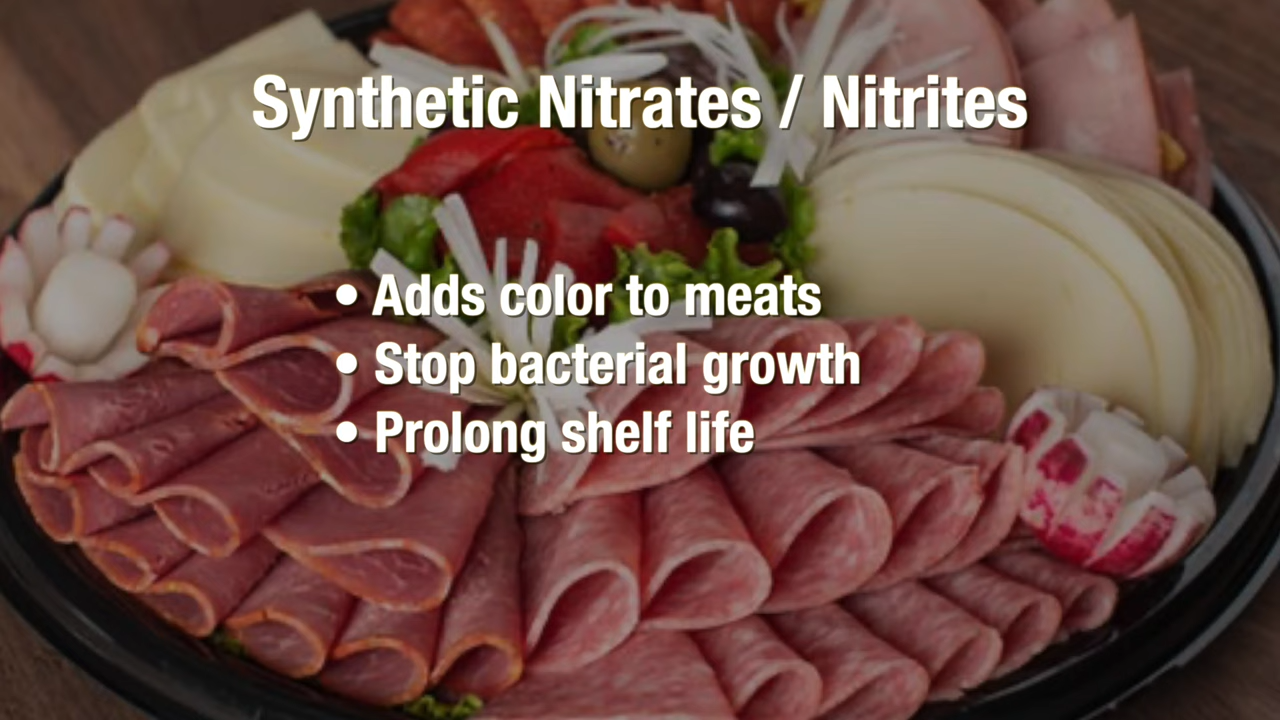 Synthetic Nitrates / Nitrites
• Adds color to meats
• Stop bacterial growth
• Prolong shelf life